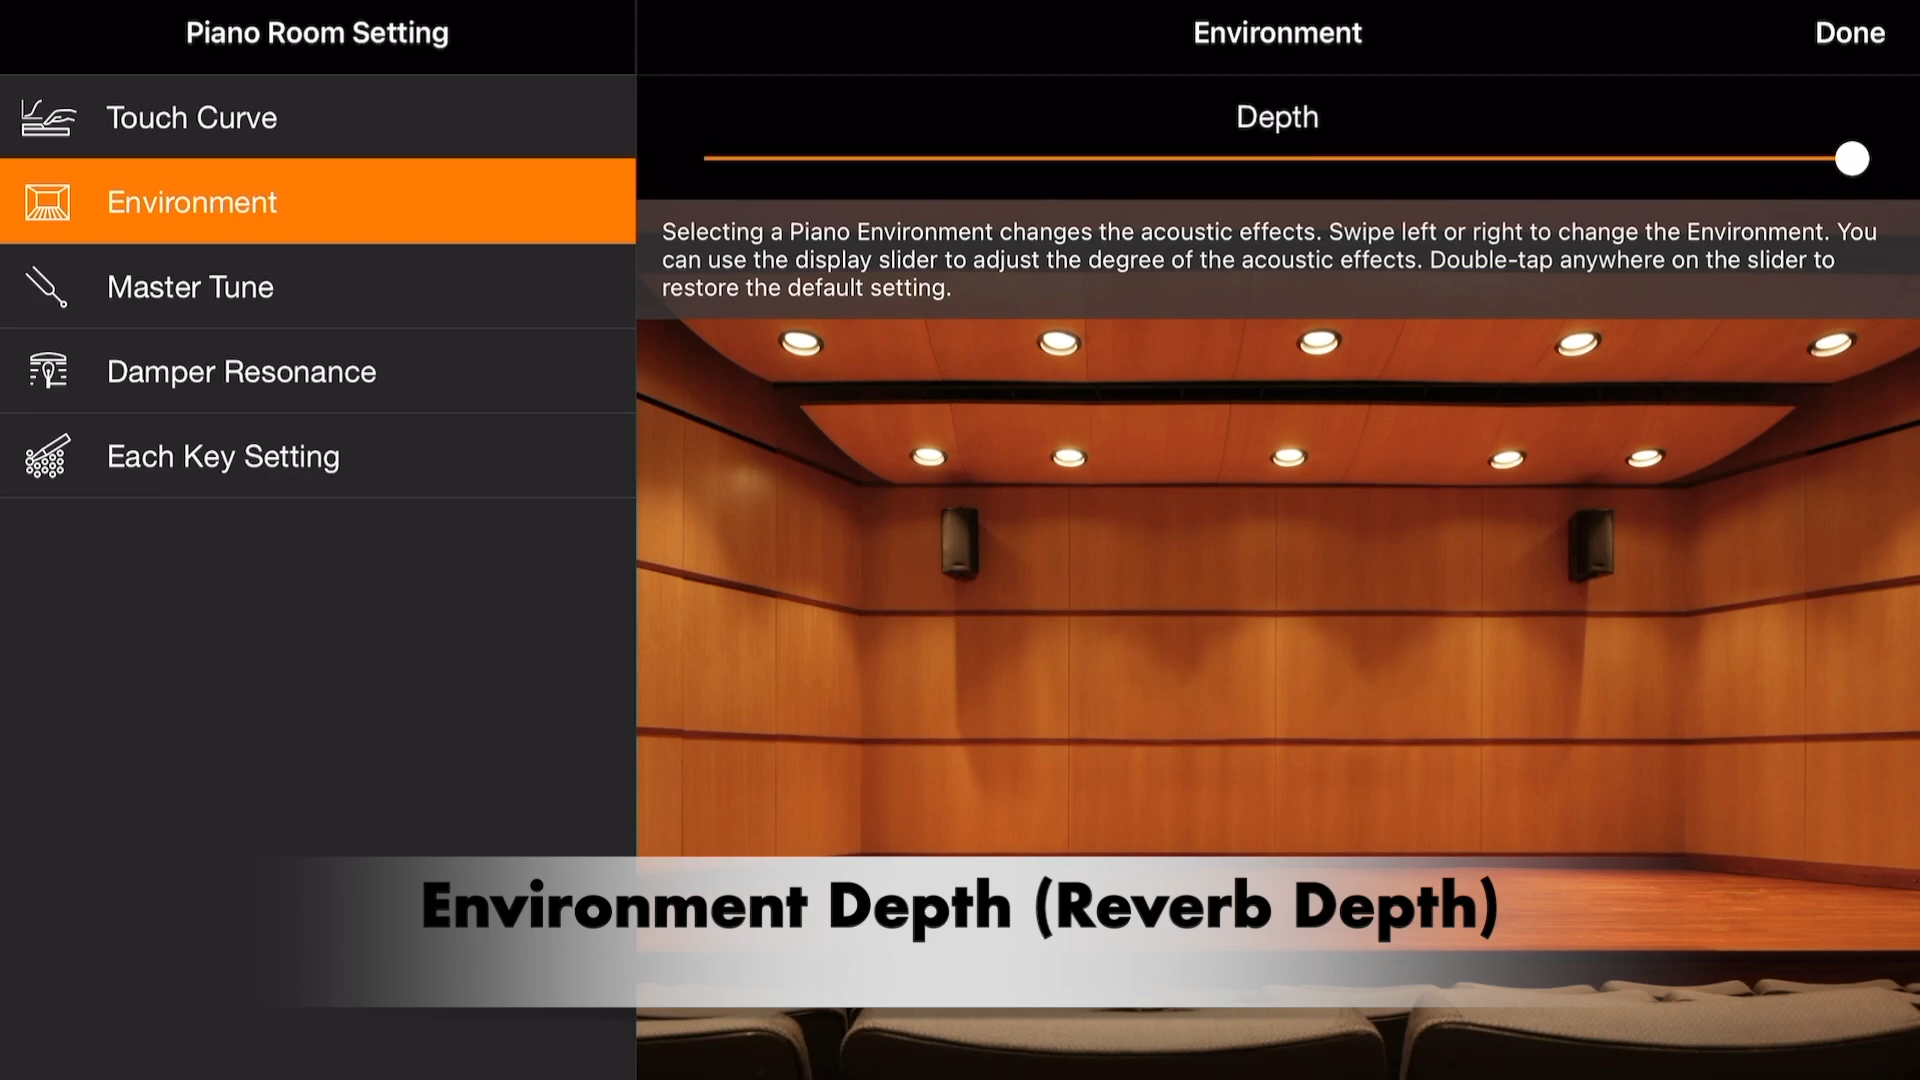 Piano Room Setting
Touch Curve
Environment
Master Tune
Damper Resonance
Each Key Setting
Environment
Done
Depth
Selecting a Piano Environment changes the acoustic effects. Swipe left or right to change the Environment. You
can use the display slider to adjust the degree of the acoustic effects. Double-tap anywhere on the slider to
restore the default setting.
Environment Depth (Reverb Depth)